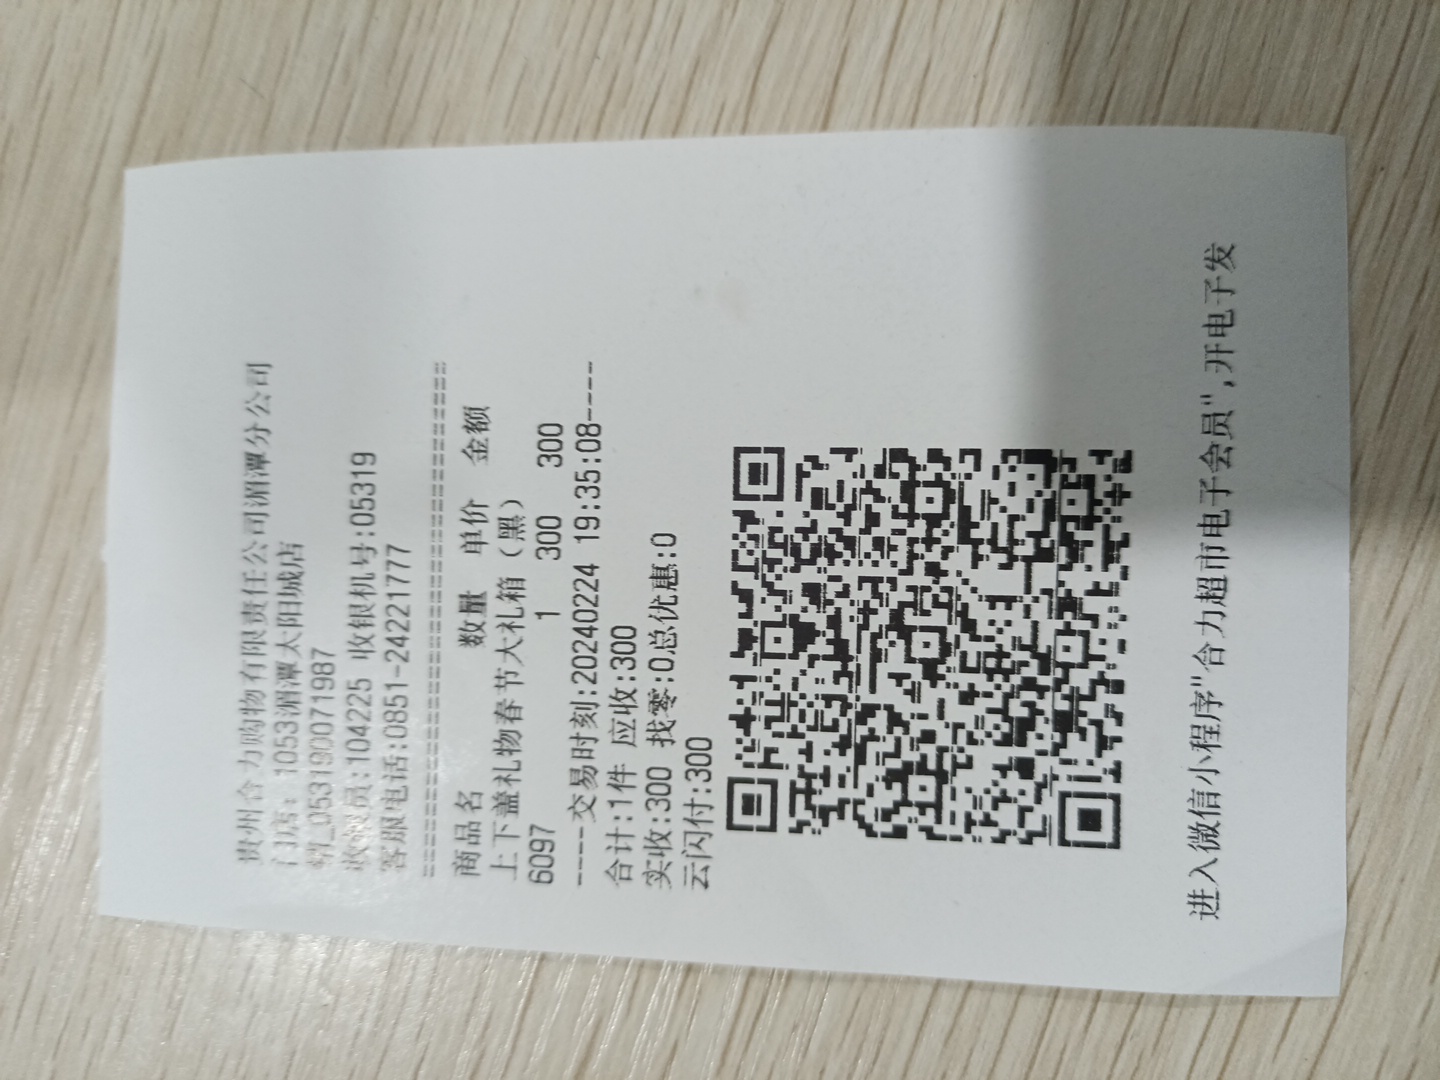 贵州合力购物有限责任公司湄潭分公司
门店：1053湄潭太阳城店
销_0531900071987
收银员:104225 收银机号:05319
客服电话:0851-24221777
================================
商品名 数量 单价 金额
上下盖礼物春节大礼箱（黑）
6097 1 300 300
----交易时刻:20240224 19:35:08----
合计:1件 应收:300
实收:300 找零:0总优惠:0
云闪付:300
进入微信小程序"合力超市电子会员",开电子发